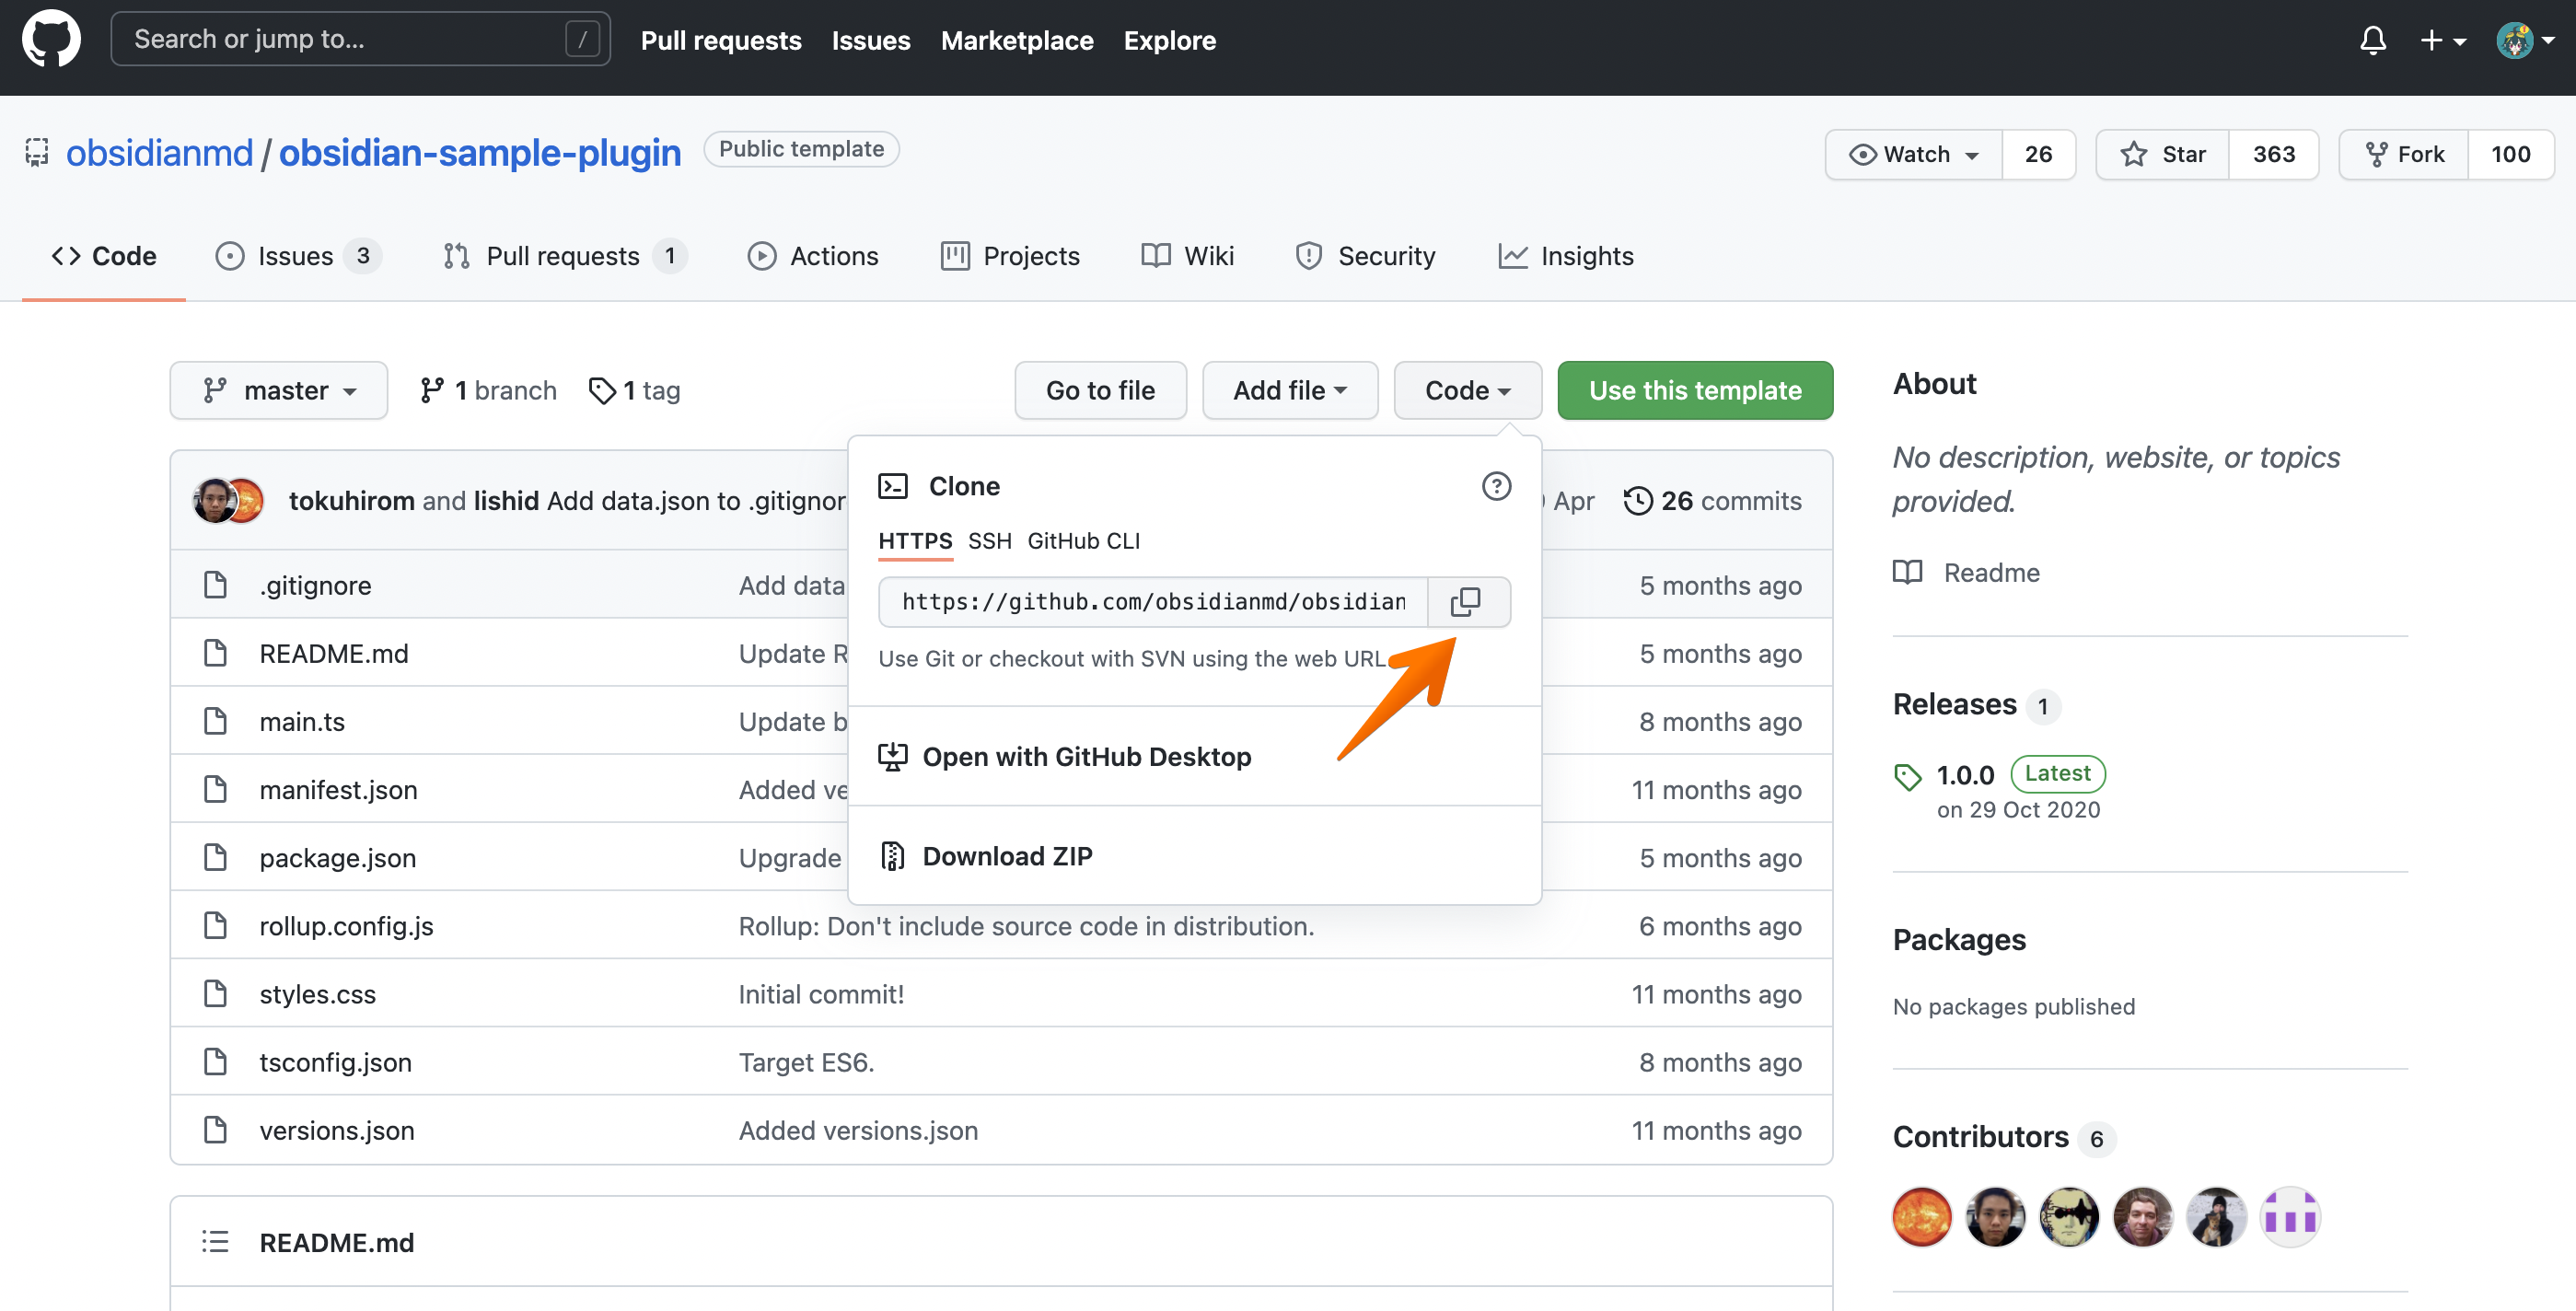 Search or jump to...
/
Pull requests
Issues
Marketplace
Explore
obsidianmd / obsidian-sample-plugin
Public template
Watch
26
Star
363
Fork
100
Code
Issues 3
Pull requests 1
Actions
Projects
Wiki
Security
Insights
master
1 branch
1 tag
Go to file
Add file
Code
Use this template
tokuhirom and lishid Add data.json to .gitignor
Apr
26 commits
Clone
HTTPS SSH GitHub CLI
https://github.com/obsidianmd/obsidian
Use Git or checkout with SVN using the web URL.
Open with GitHub Desktop
Download ZIP
.gitignore Add data 5 months ago
README.md Update R 5 months ago
main.ts Update b 8 months ago
manifest.json Added ve 11 months ago
package.json Upgrade 5 months ago
rollup.config.js Rollup: Don't include source code in distribution. 6 months ago
styles.css Initial commit! 11 months ago
tsconfig.json Target ES6. 8 months ago
versions.json Added versions.json 11 months ago
README.md
About
No description, website, or topics
provided.
Readme
Releases 1
1.0.0 Latest
on 29 Oct 2020
Packages
No packages published
Contributors 6